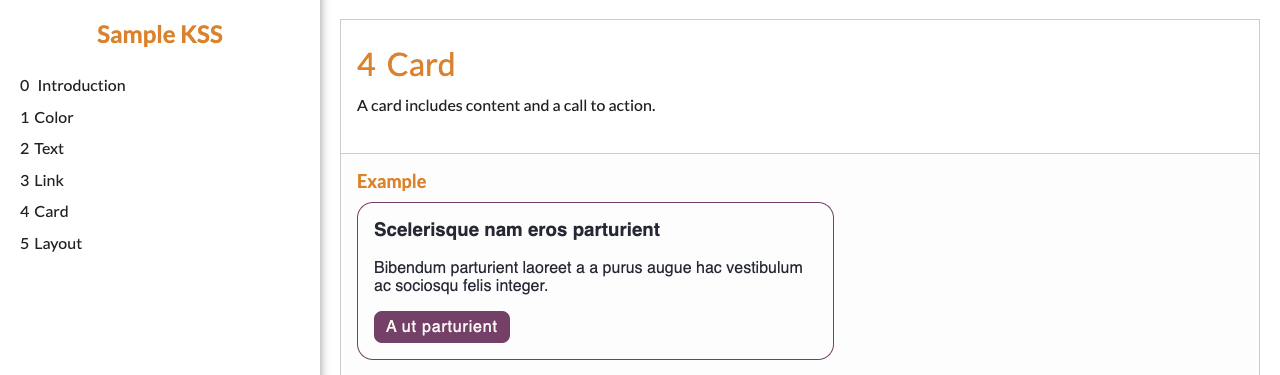 Sample KSS
0 Introduction
1 Color
2 Text
3 Link
4 Card
5 Layout
4 Card
A card includes content and a call to action.
Example
Scelerisque nam eros parturient
Bibendum parturient laoreet a a purus augue hac vestibulum
ac sociosqu felis integer.
A ut parturient